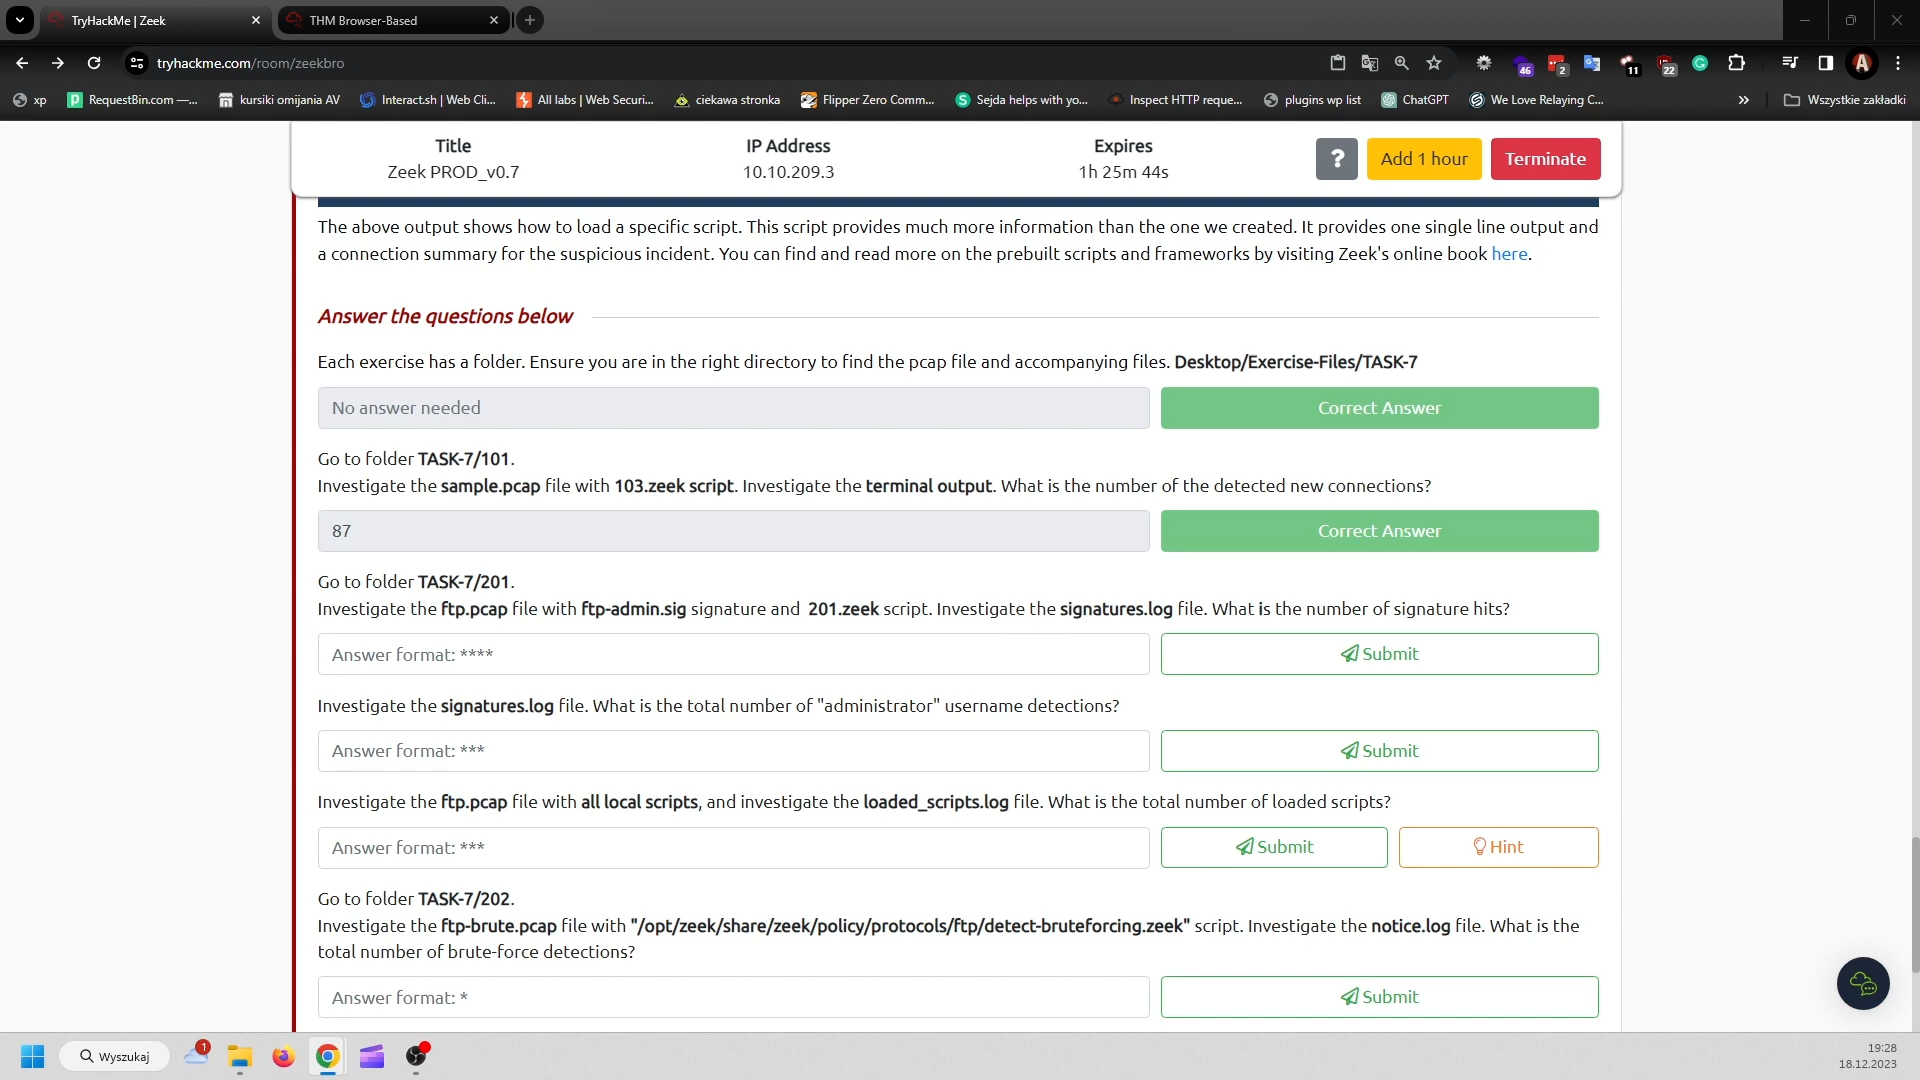 TryHackMe | Zeek
THM Browser-Based
tryhackme.com/room/zeekbro
46
2
11
22
A
xp
RequestBin.com —...
kursiki omijania AV
Interact.sh | Web Cli...
All labs | Web Securi...
ciekawa stronka
Flipper Zero Comm...
Sejda helps with yo...
Inspect HTTP reque...
plugins wp list
ChatGPT
We Love Relaying C...
Wszystkie zakładki
Title
IP Address
Expires
Zeek PROD_v0.7
10.10.209.3
1h 25m 44s
?
Add 1 hour
Terminate
The above output shows how to load a specific script. This script provides much more information than the one we created. It provides one single line output and
a connection summary for the suspicious incident. You can find and read more on the prebuilt scripts and frameworks by visiting Zeek's online book here.
Answer the questions below
Each exercise has a folder. Ensure you are in the right directory to find the pcap file and accompanying files. Desktop/Exercise-Files/TASK-7
No answer needed
Correct Answer
Go to folder TASK-7/101.
Investigate the sample.pcap file with 103.zeek script. Investigate the terminal output. What is the number of the detected new connections?
87
Correct Answer
Go to folder TASK-7/201.
Investigate the ftp.pcap file with ftp-admin.sig signature and 201.zeek script. Investigate the signatures.log file. What is the number of signature hits?
Answer format: ****
Submit
Investigate the signatures.log file. What is the total number of "administrator" username detections?
Answer format: ***
Submit
Investigate the ftp.pcap file with all local scripts, and investigate the loaded_scripts.log file. What is the total number of loaded scripts?
Answer format: ***
Submit
Hint
Go to folder TASK-7/202.
Investigate the ftp-brute.pcap file with "/opt/zeek/share/zeek/policy/protocols/ftp/detect-bruteforcing.zeek" script. Investigate the notice.log file. What is the
total number of brute-force detections?
Answer format: *
Submit
Wyszukaj
1
19:28
18.12.2023